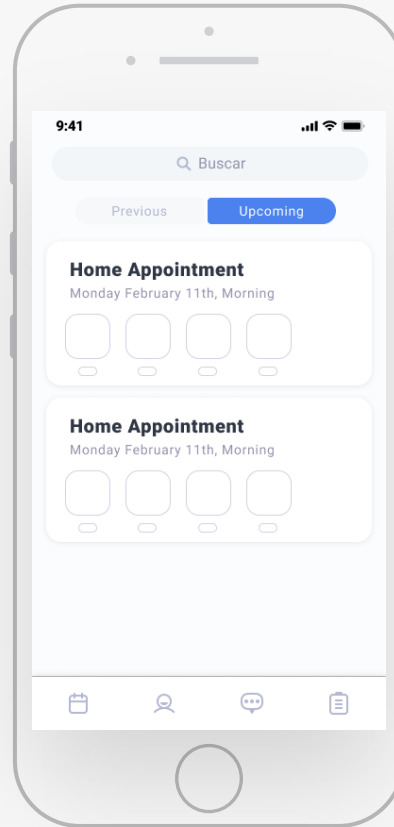 9:41
Buscar
Previous
Upcoming
Home Appointment
Monday February 11th, Morning
Home Appointment
Monday February 11th, Morning